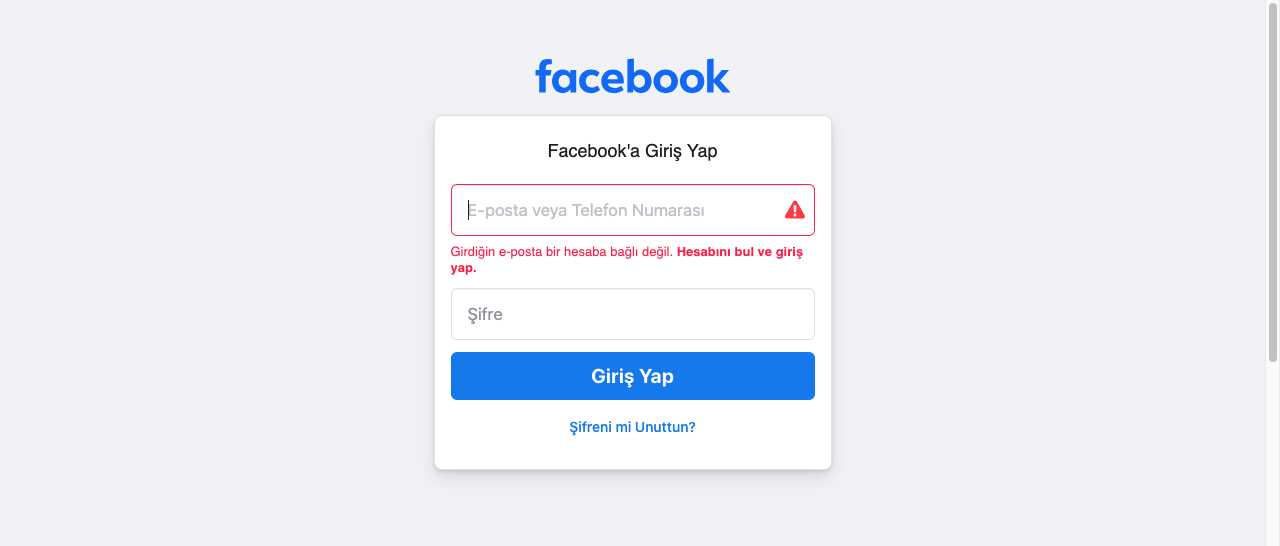 facebook
Facebook'a Giriş Yap
E-posta veya Telefon Numarası
Girdiğin e-posta bir hesaba bağlı değil. Hesabını bul ve giriş
yap.
Şifre
Giriş Yap
Şifreni mi Unuttun?